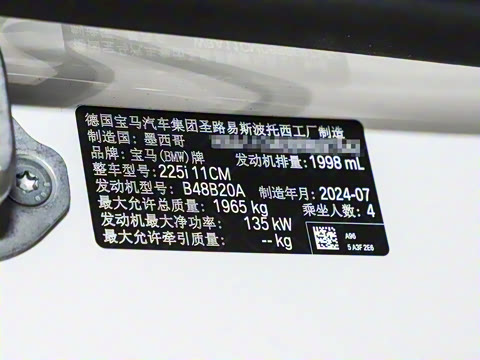 德国宝马汽车集团圣路易斯波托西工厂制造
制造国：墨西哥
品牌：宝马(BMW)牌 发动机排量：1998 mL
整车型号：225i 11CM
发动机型号：B48B20A 制造年月：2024-07
最大允许总质量：1965 kg 乘坐人数：4
发动机最大净功率：135 kW
最大允许牵引质量：-- kg
A96
5 A3F 2E6